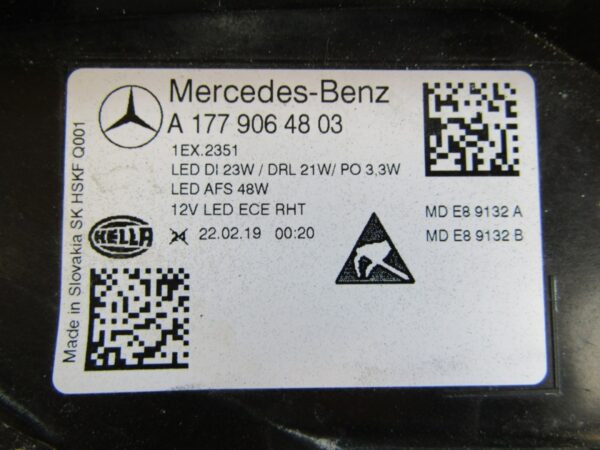 Mercedes-Benz
A 177 906 48 03
1EX.2351
LED DI 23W / DRL 21W/ PO 3,3W
LED AFS 48W
12V LED ECE RHT
MD E8 9132 A
HELLA
24 22.02.19 00:20
MD E8 9132 B
Made in Slovakia SK HSKF Q001